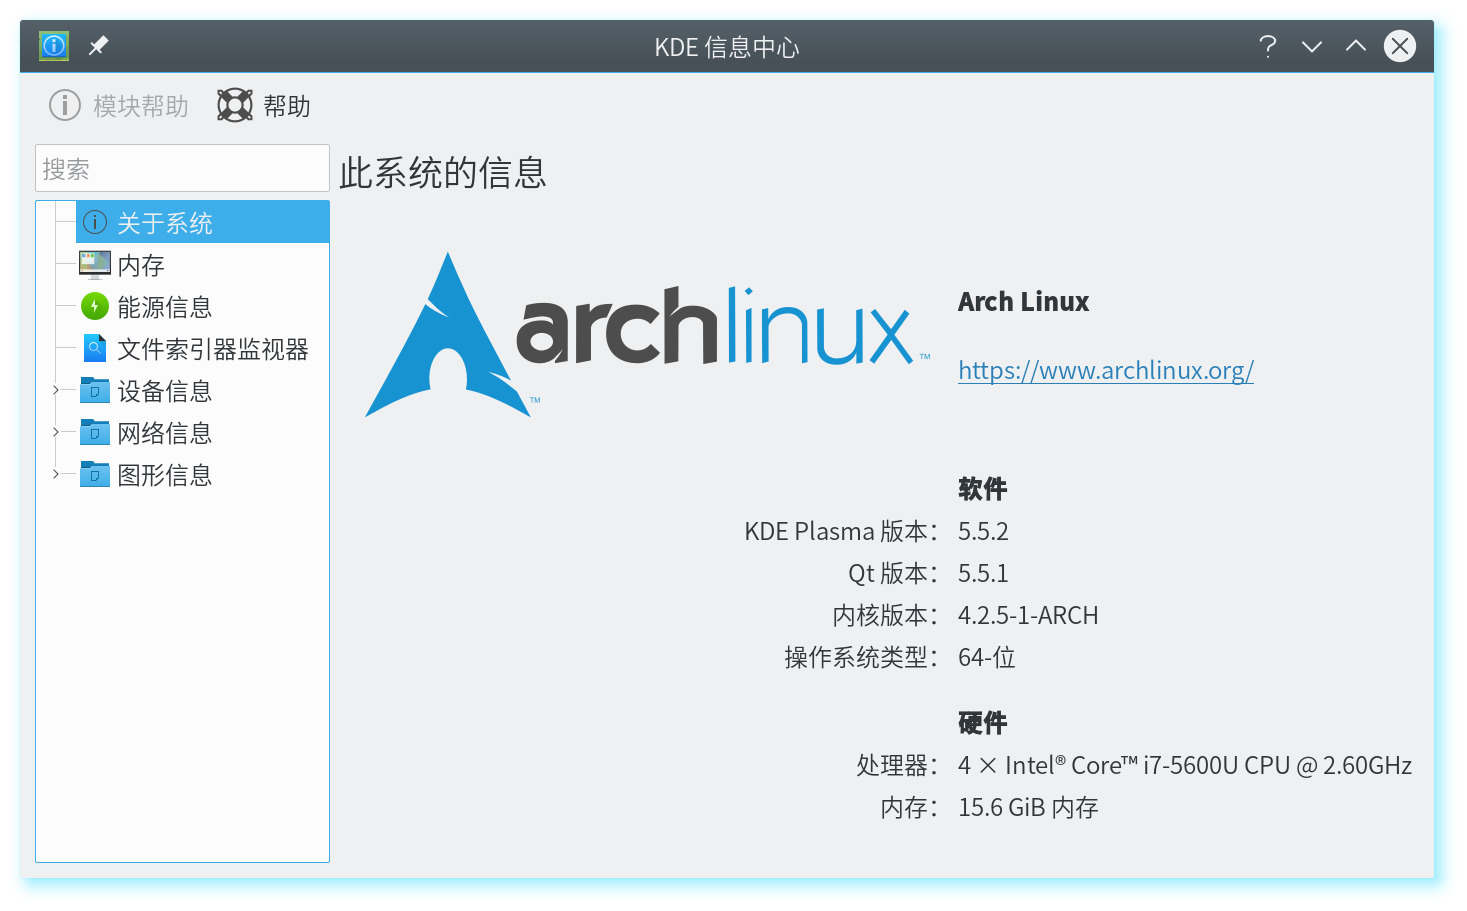 KDE 信息中心
模块帮助 帮助
搜索
此系统的信息
关于系统
内存
能源信息
文件索引器监视器
设备信息
网络信息
图形信息
archlinux™
™
Arch Linux
https://www.archlinux.org/
软件
KDE Plasma 版本： 5.5.2
Qt 版本： 5.5.1
内核版本： 4.2.5-1-ARCH
操作系统类型： 64-位
硬件
处理器： 4 × Intel® Core™ i7-5600U CPU @ 2.60GHz
内存： 15.6 GiB 内存